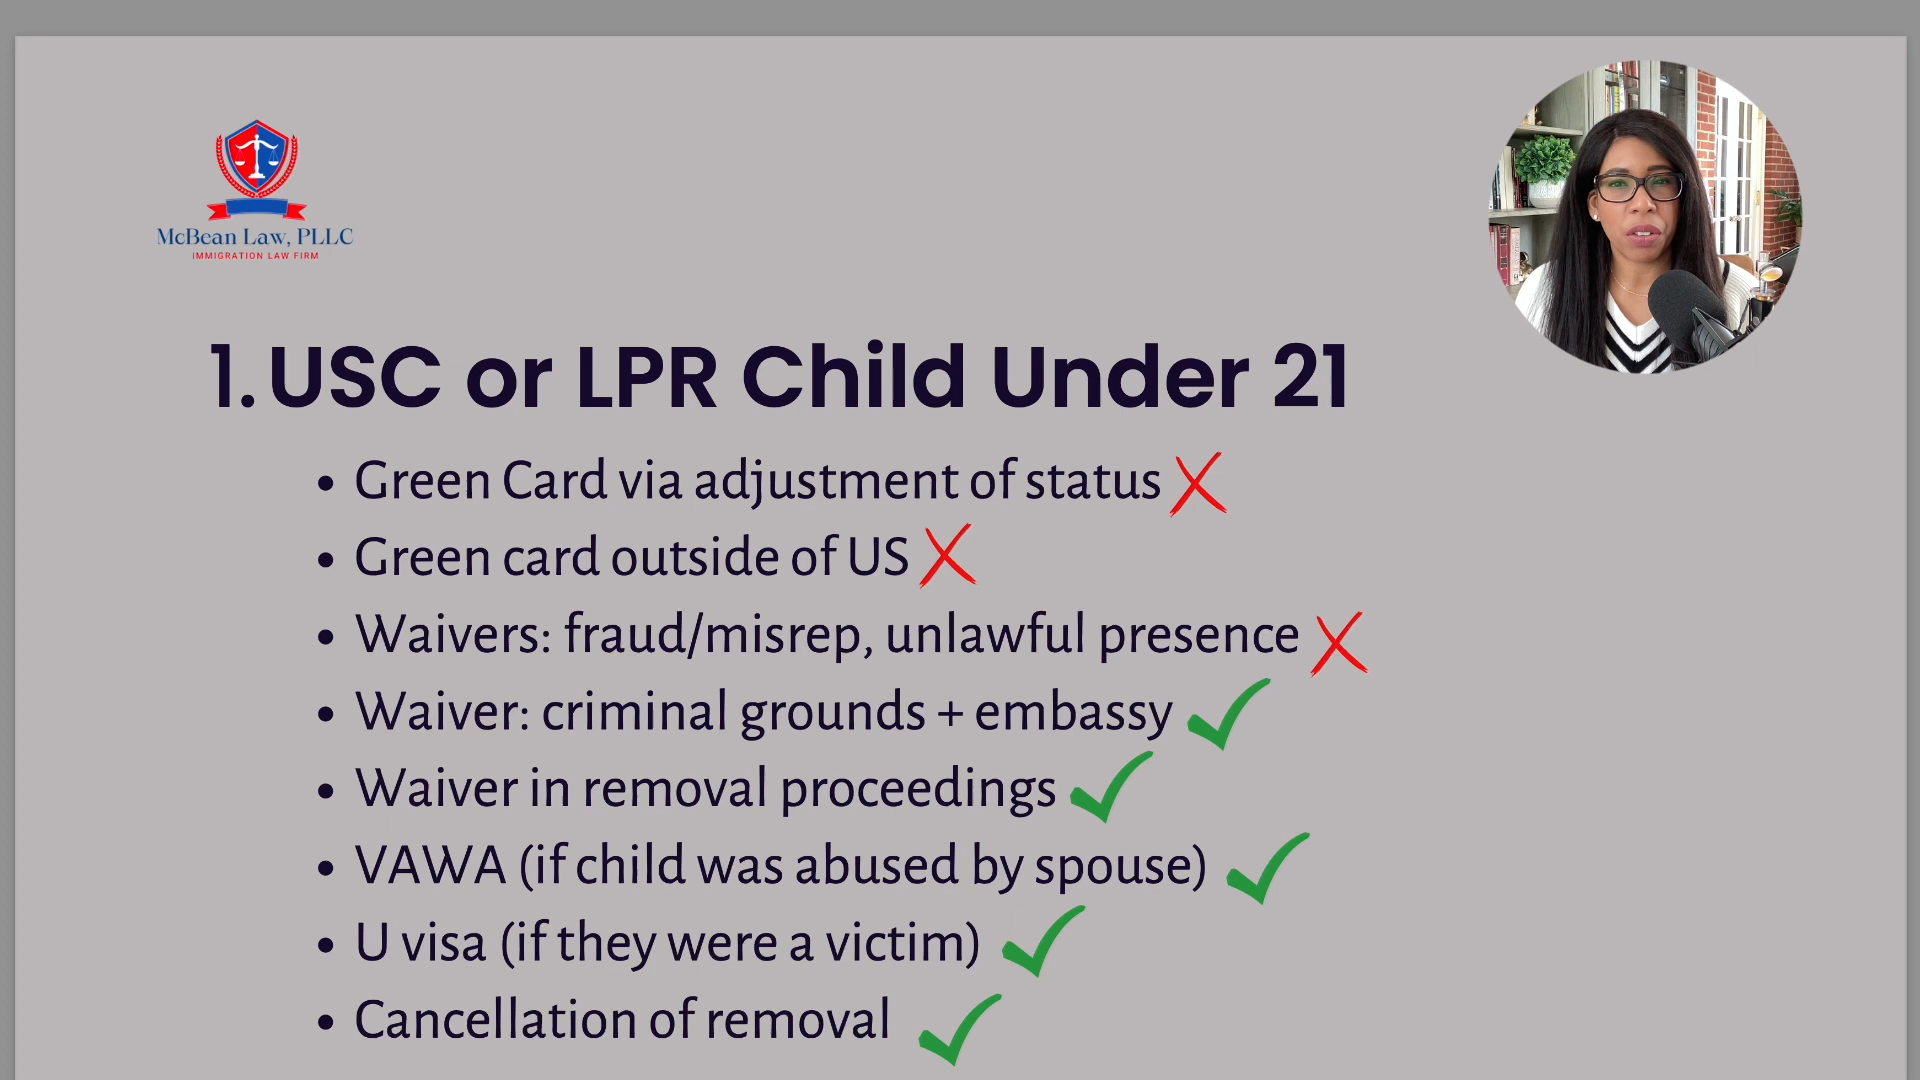 McBean Law, PLLC
IMMIGRATION LAW FIRM
1. USC or LPR Child Under 21
• Green Card via adjustment of status
• Green card outside of US
• Waivers: fraud/misrep, unlawful presence
• Waiver: criminal grounds + embassy
• Waiver in removal proceedings
• VAWA (if child was abused by spouse)
• U visa (if they were a victim)
• Cancellation of removal